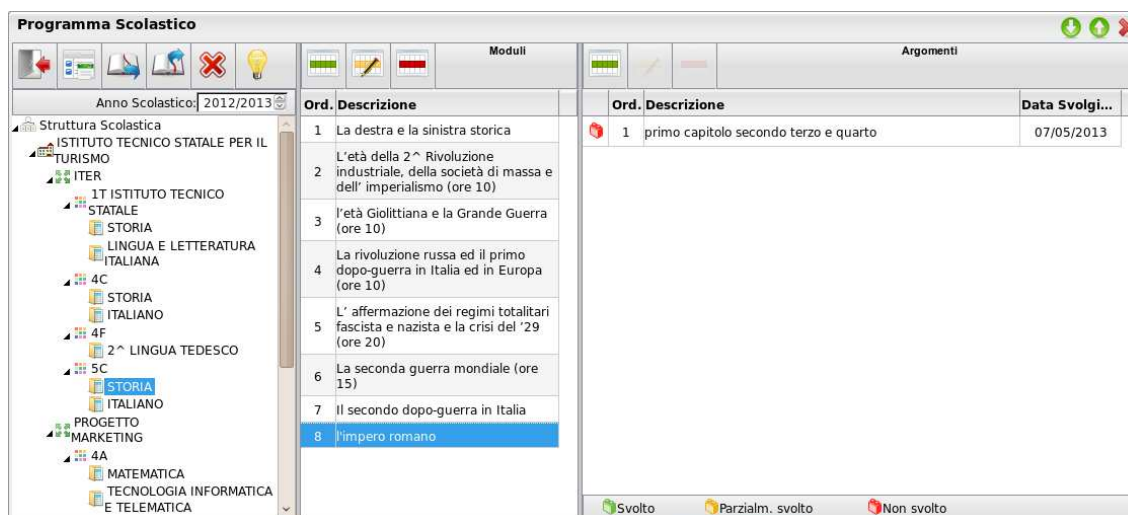 Programma Scolastico
Anno Scolastico: 2012/2013
Struttura Scolastica
ISTITUTO TECNICO STATALE PER IL
TURISMO
ITER
1T ISTITUTO TECNICO
STATALE
STORIA
LINGUA E LETTERATURA
ITALIANA
4C
STORIA
ITALIANO
4F
2^ LINGUA TEDESCO
5C
STORIA
ITALIANO
PROGETTO
MARKETING
4A
MATEMATICA
TECNOLOGIA INFORMATICA
E TELEMATICA
Moduli
Ord. Descrizione
1 La destra e la sinistra storica
2 L'età della 2^ Rivoluzione
industriale, della società di massa e
dell' imperialismo (ore 10)
3 l'età Giolittiana e la Grande Guerra
(ore 10)
4 La rivoluzione russa ed il primo
dopo-guerra in Italia ed in Europa
(ore 10)
5 L' affermazione dei regimi totalitari
fascista e nazista e la crisi del '29
(ore 20)
6 La seconda guerra mondiale (ore
15)
7 Il secondo dopo-guerra in Italia
8 l'impero romano
Argomenti
Ord. Descrizione Data Svolgi...
1 primo capitolo secondo terzo e quarto 07/05/2013
Svolto Parzialm. svolto Non svolto